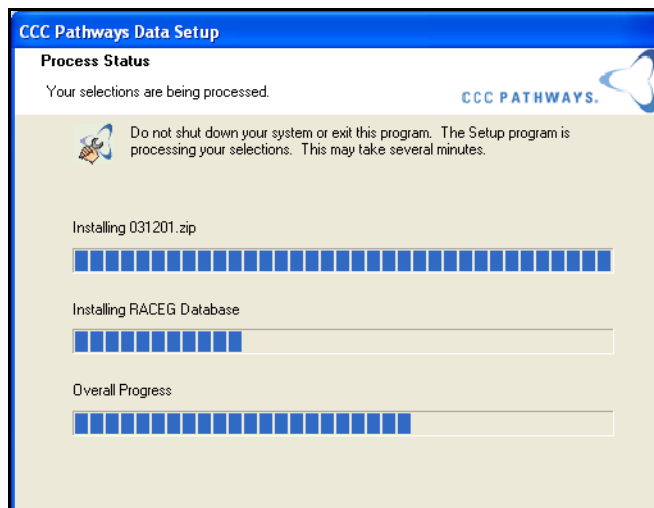 CCC Pathways Data Setup
Process Status
Your selections are being processed.
CCC PATHWAYS.
Do not shut down your system or exit this program. The Setup program is
processing your selections. This may take several minutes.
Installing 031201.zip
Installing RACEG Database
Overall Progress